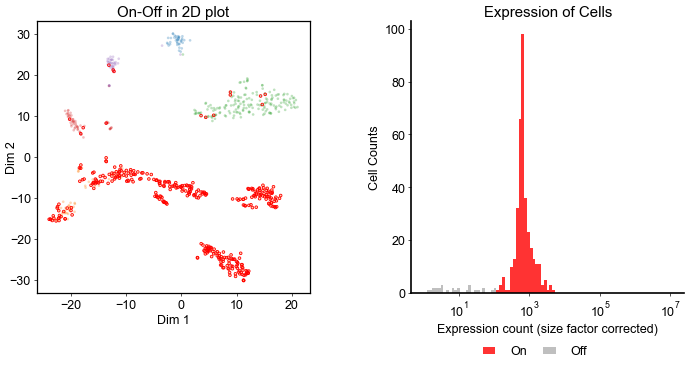 On-Off in 2D plot
Expression of Cells
30
20
10
0
−10
−20
−30
Dim 2
−20
−10
0
10
20
Dim 1
100
80
60
40
20
0
Cell Counts
10^1
10^3
10^5
10^7
Expression count (size factor corrected)
On
Off